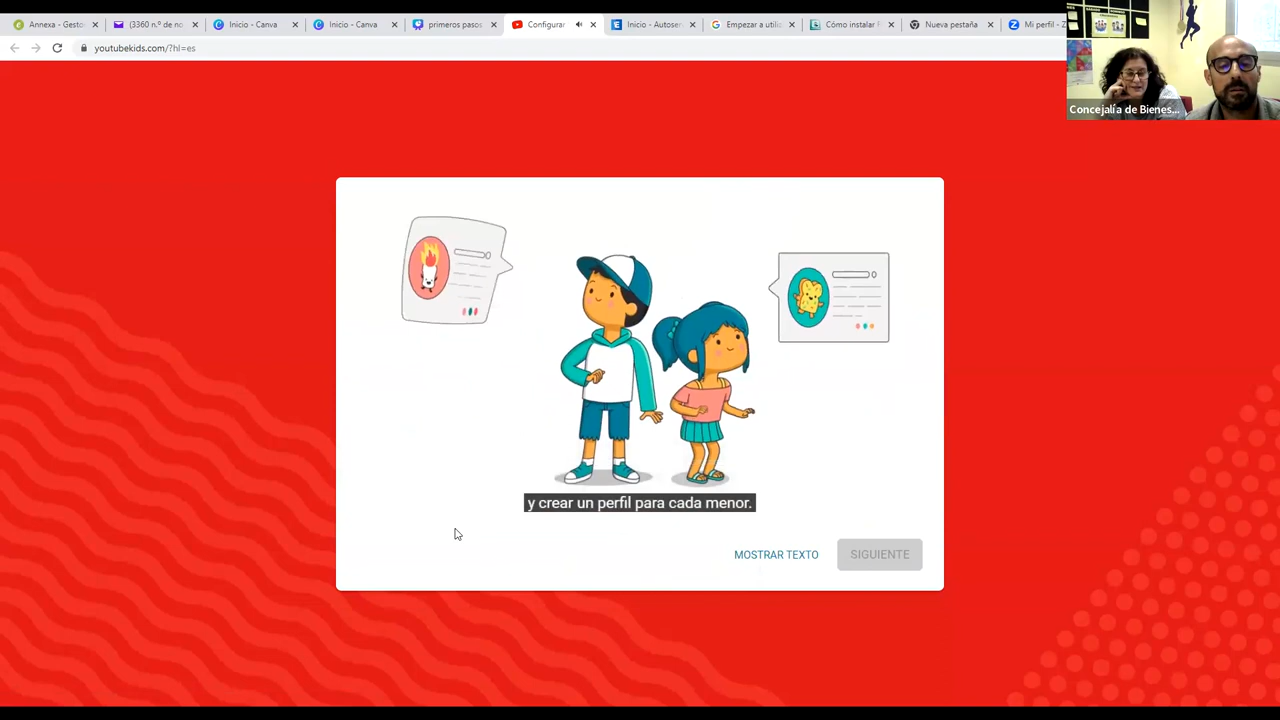 Annexa - Gesto
(3360 n.º de no
Inicio - Canva
Inicio - Canva
primeros pasos
Configurar
Inicio - Autoser
Empezar a utiliz
Cómo instalar
Nueva pestaña
Mi perfil - Z
youtubekids.com/?hl=es
Concejalía de Bienes...
y crear un perfil para cada menor.
MOSTRAR TEXTO
SIGUIENTE